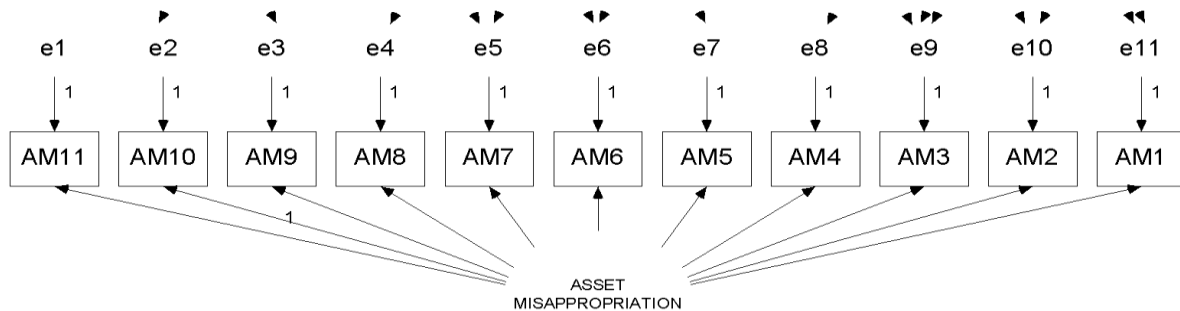 e1 e2 e3 e4 e5 e6 e7 e8 e9 e10 e11
1 1 1 1 1 1 1 1 1 1 1
AM11 AM10 AM9 AM8 AM7 AM6 AM5 AM4 AM3 AM2 AM1
1
ASSET
MISAPPROPRIATION